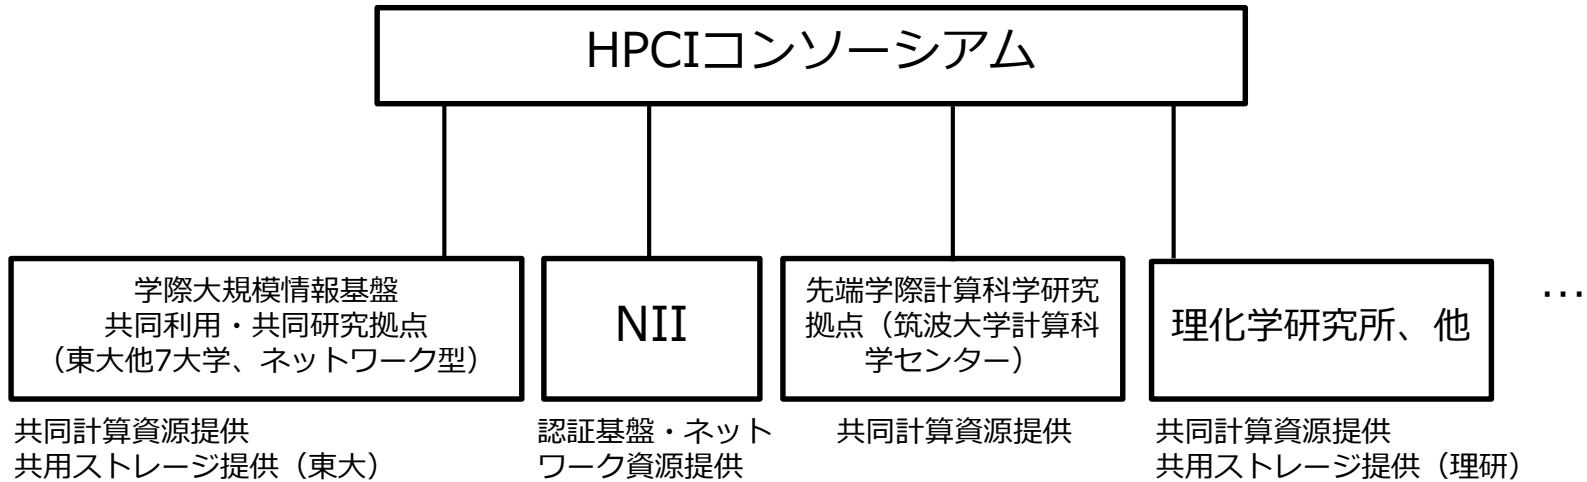 HPCIコンソーシアム
学際大規模情報基盤
共同利用・共同研究拠点
（東大他7大学、ネットワーク型）
NII
先端学際計算科学研究
拠点（筑波大学計算科
学センター）
理化学研究所、他
…
共同計算資源提供
共用ストレージ提供（東大）
認証基盤・ネット
ワーク資源提供
共同計算資源提供
共同計算資源提供
共用ストレージ提供（理研）